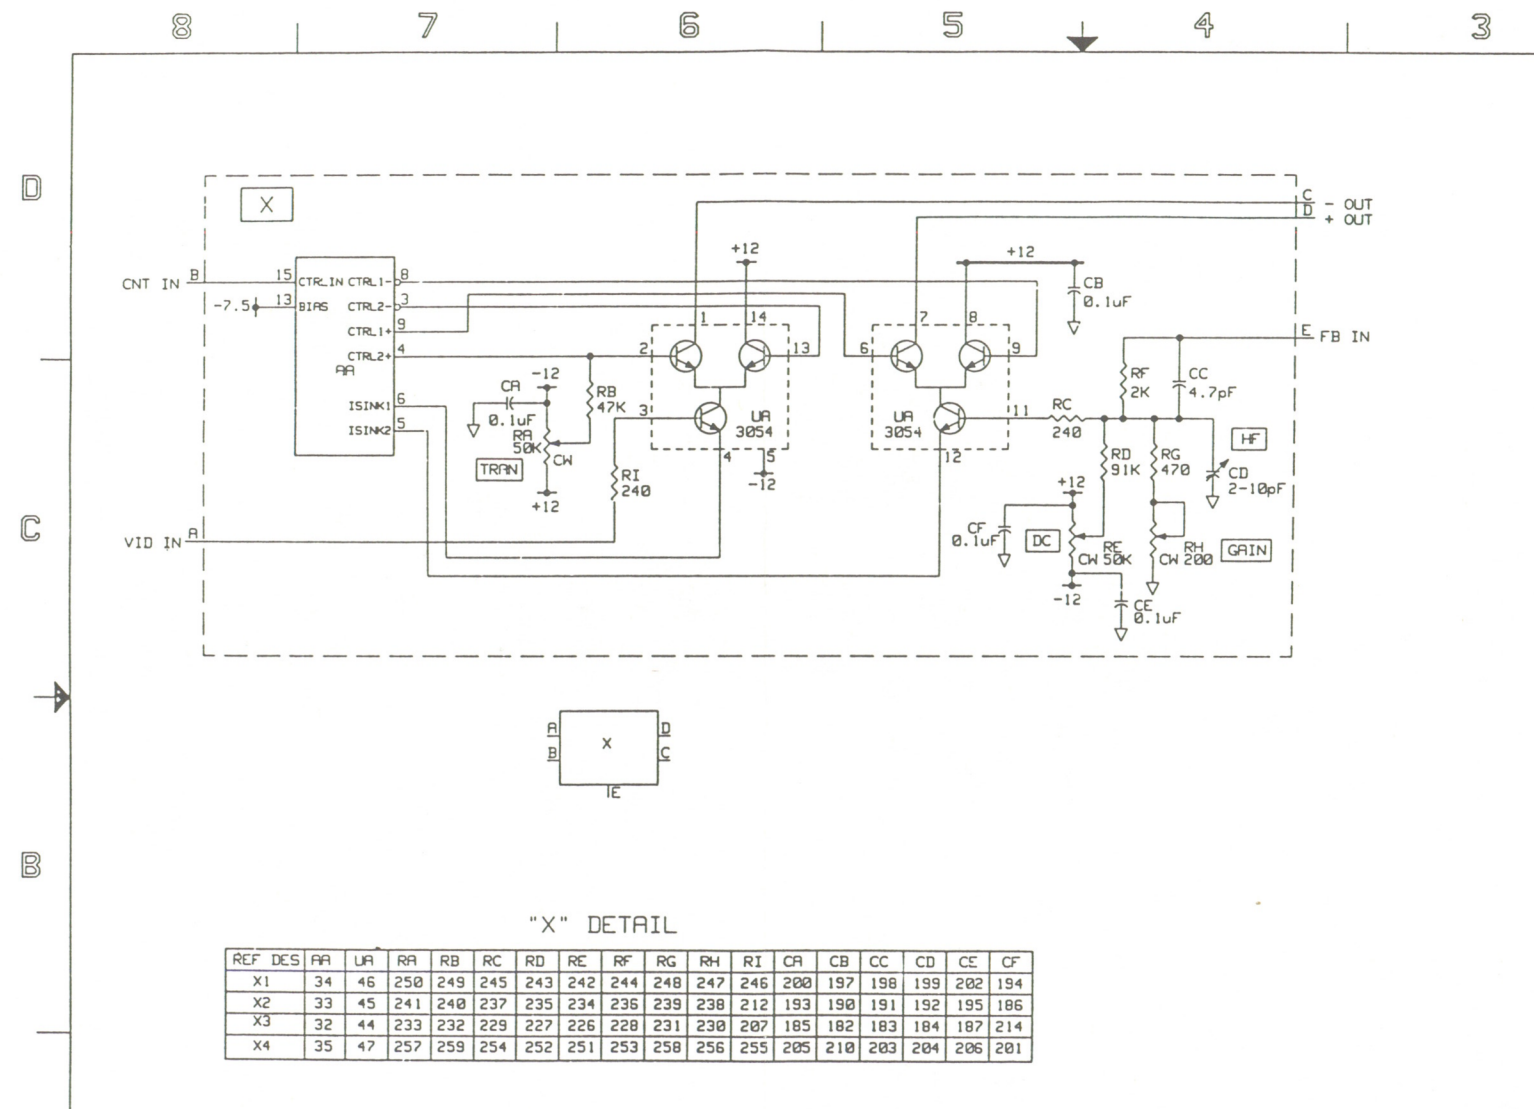 8 7 6 5 4 3
D
X
C - OUT
D + OUT
+12
+12
CNT IN B 15 CTRLIN CTRL1- 8
CB
0.1uF
-7.5 13 BIAS CTRL2- 3
CTRL1+ 9
1 14 7 8
E FB IN
CTRL2+ 4
2 13 6 9
AA
RF
2K
CC
4.7pF
-12
CA
0.1uF
RB
47K
ISINK1 6
ISINK2 5
3
UA
3054
UA
3054
11
RC
240
HF
RA
50K
CW
TRAN
4 5
-12
12
RD
91K
RG
470
CD
2-10pF
RI
240
+12
+12
C
VID IN A
CF
0.1uF
DC
RE
CW 50K
RH
CW 200
GAIN
-12
CE
0.1uF
A D
X
B C
E
B
"X" DETAIL
REF DES AA UA RA RB RC RD RE RF RG RH RI CA CB CC CD CE CF
X1 34 46 250 249 245 243 242 244 248 247 246 200 197 198 199 202 194
X2 33 45 241 240 237 235 234 236 239 238 212 193 190 191 192 195 186
X3 32 44 233 232 229 227 226 228 231 230 207 185 182 183 184 187 214
X4 35 47 257 259 254 252 251 253 258 256 255 205 210 203 204 206 201